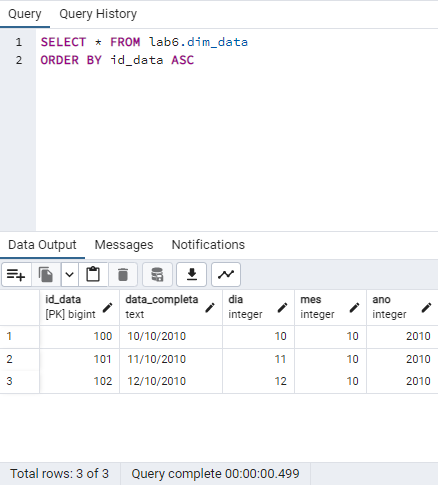 Query Query History
1 SELECT * FROM lab6.dim_data
2 ORDER BY id_data ASC
Data Output Messages Notifications
id_data data_completa dia mes ano
[PK] bigint text integer integer integer
1 100 10/10/2010 10 10 2010
2 101 11/10/2010 11 10 2010
3 102 12/10/2010 12 10 2010
Total rows: 3 of 3 Query complete 00:00:00.499